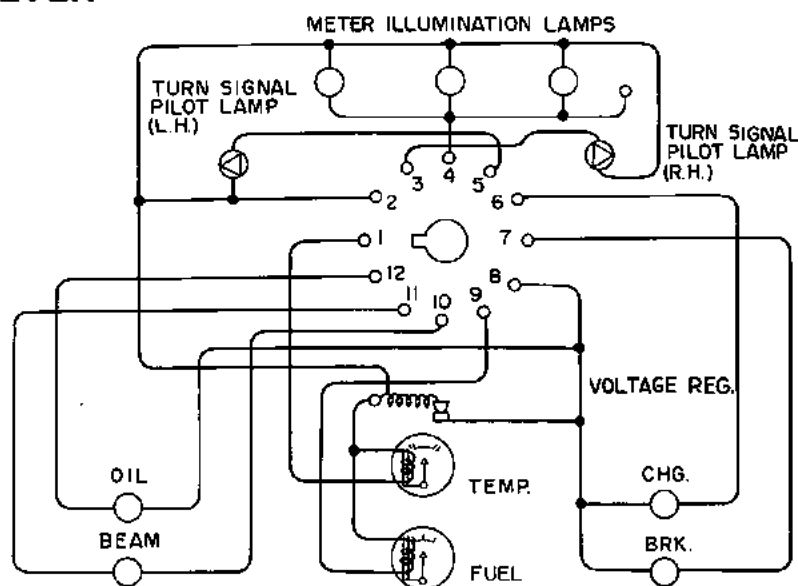 METER ILLUMINATION LAMPS
TURN SIGNAL
PILOT LAMP
(L.H.)
TURN SIGNAL
PILOT LAMP
(R.H.)
3
4
5
2
6
1
7
12
8
11
10
9
VOLTAGE REG.
OIL
TEMP.
CHG.
BEAM
FUEL
BRK.